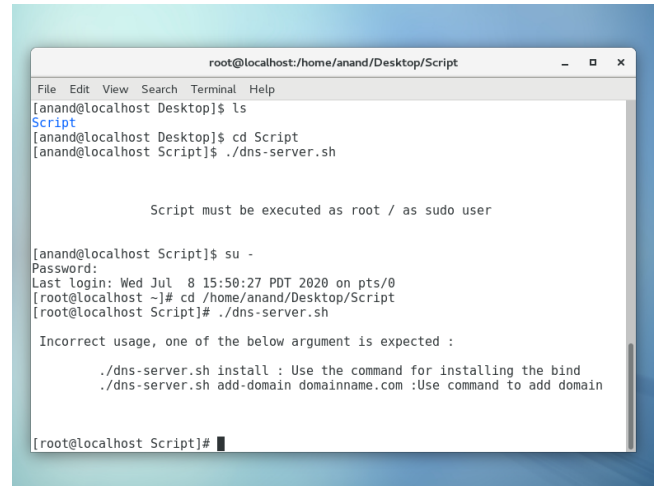 root@localhost:/home/anand/Desktop/Script
File Edit View Search Terminal Help
[anand@localhost Desktop]$ ls
Script
[anand@localhost Desktop]$ cd Script
[anand@localhost Script]$ ./dns-server.sh
Script must be executed as root / as sudo user
[anand@localhost Script]$ su -
Password:
Last login: Wed Jul  8 15:50:27 PDT 2020 on pts/0
[root@localhost ~]# cd /home/anand/Desktop/Script
[root@localhost Script]# ./dns-server.sh
Incorrect usage, one of the below argument is expected :
./dns-server.sh install : Use the command for installing the bind
./dns-server.sh add-domain domainname.com :Use command to add domain
[root@localhost Script]#